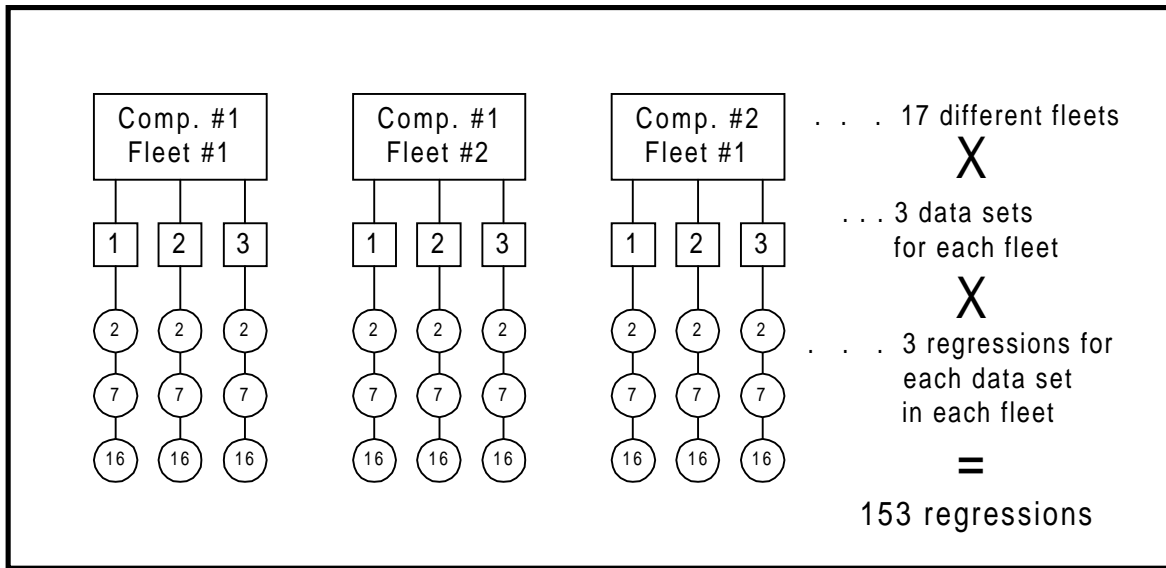 Comp. #1
Fleet #1
Comp. #1
Fleet #2
Comp. #2
Fleet #1
. . . 17 different fleets
X
1 2 3
1 2 3
1 2 3
. . . 3 data sets
for each fleet
X
2 2 2
2 2 2
2 2 2
. . . 3 regressions for
each data set
in each fleet
7 7 7
7 7 7
7 7 7
16 16 16
16 16 16
16 16 16
=
153 regressions